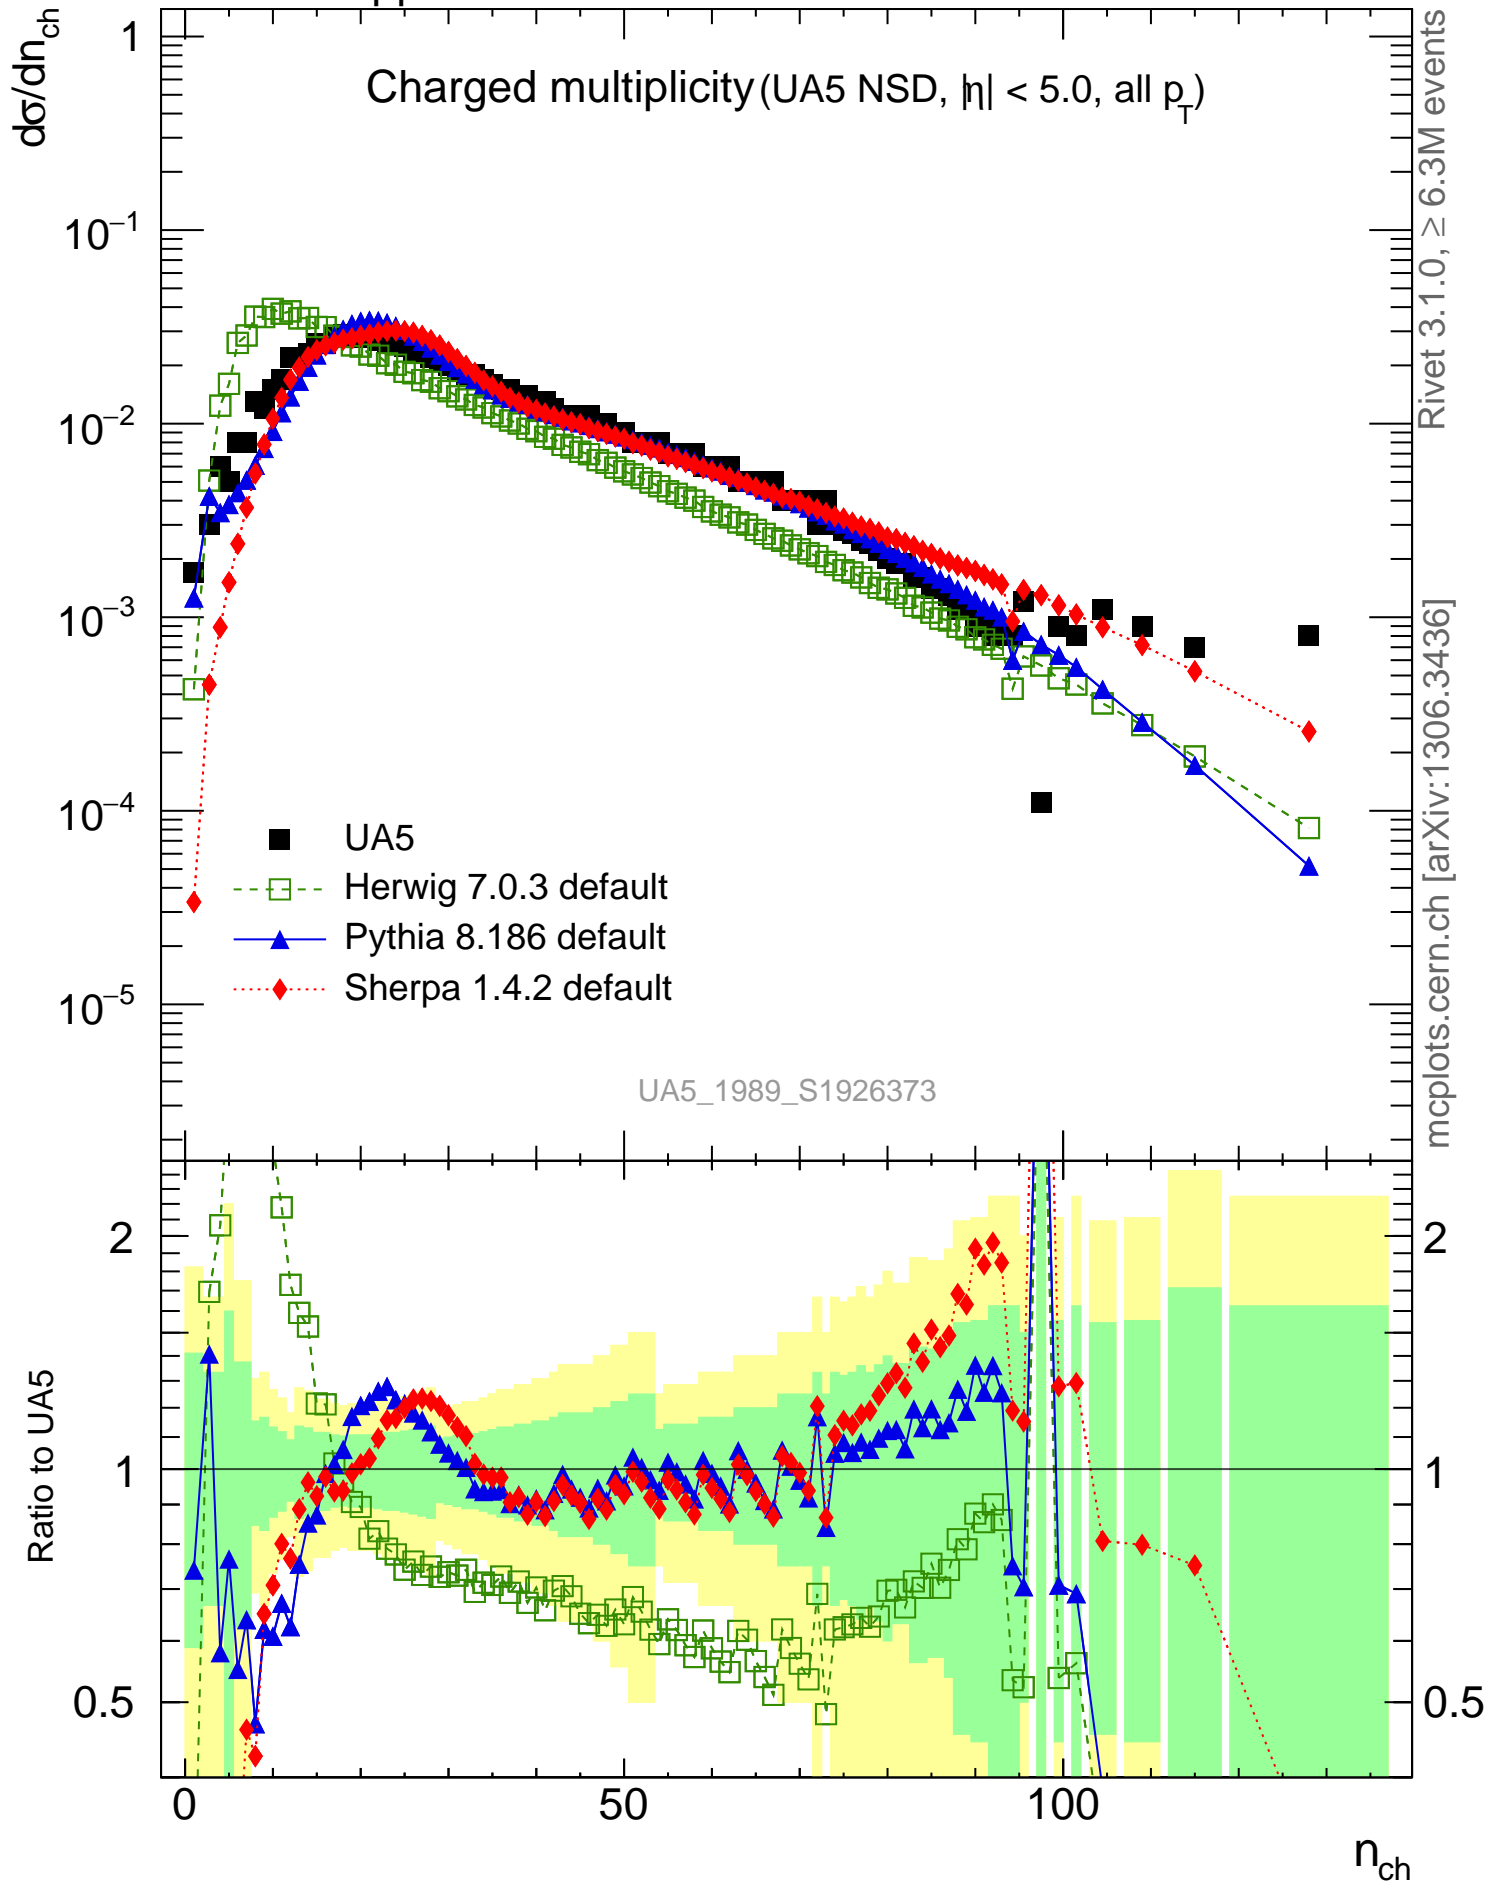 pp
dσ/dn_ch
Charged multiplicity (UA5 NSD, |η| < 5.0, all p_T)
1
10^−1
10^−2
10^−3
10^−4
10^−5
UA5
Herwig 7.0.3 default
Pythia 8.186 default
Sherpa 1.4.2 default
UA5_1989_S1926373
Rivet 3.1.0, ≥ 6.3M events
mcplots.cern.ch [arXiv:1306.3436]
Ratio to UA5
2
1
0.5
2
1
0.5
0
50
100
n_ch